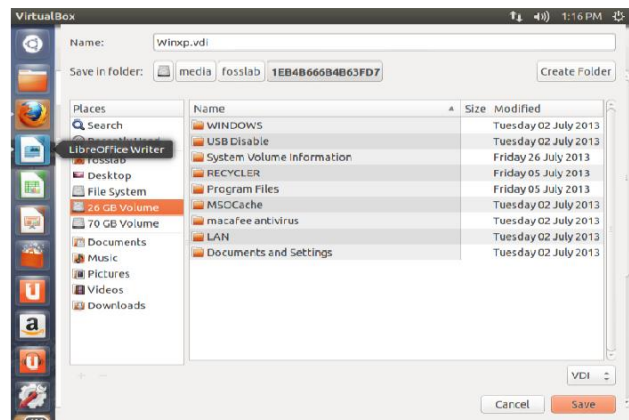 VirtualBox
1:16 PM
Name: Winxp.vdi
Save in folder: media fosslab 1EB4B666B4B63FD7 Create Folder
Places Name Size Modified
Search WINDOWS Tuesday 02 July 2013
USB Disable Tuesday 02 July 2013
LibreOffice Writer
fosslab System Volume Information Friday 26 July 2013
Desktop RECYCLER Friday 05 July 2013
File System Program Files Friday 05 July 2013
26 GB Volume MSOCache Tuesday 02 July 2013
70 GB Volume macafee antivirus Tuesday 02 July 2013
Documents LAN Tuesday 02 July 2013
Music Documents and Settings Tuesday 02 July 2013
Pictures
Videos
Downloads
VDI
Cancel Save